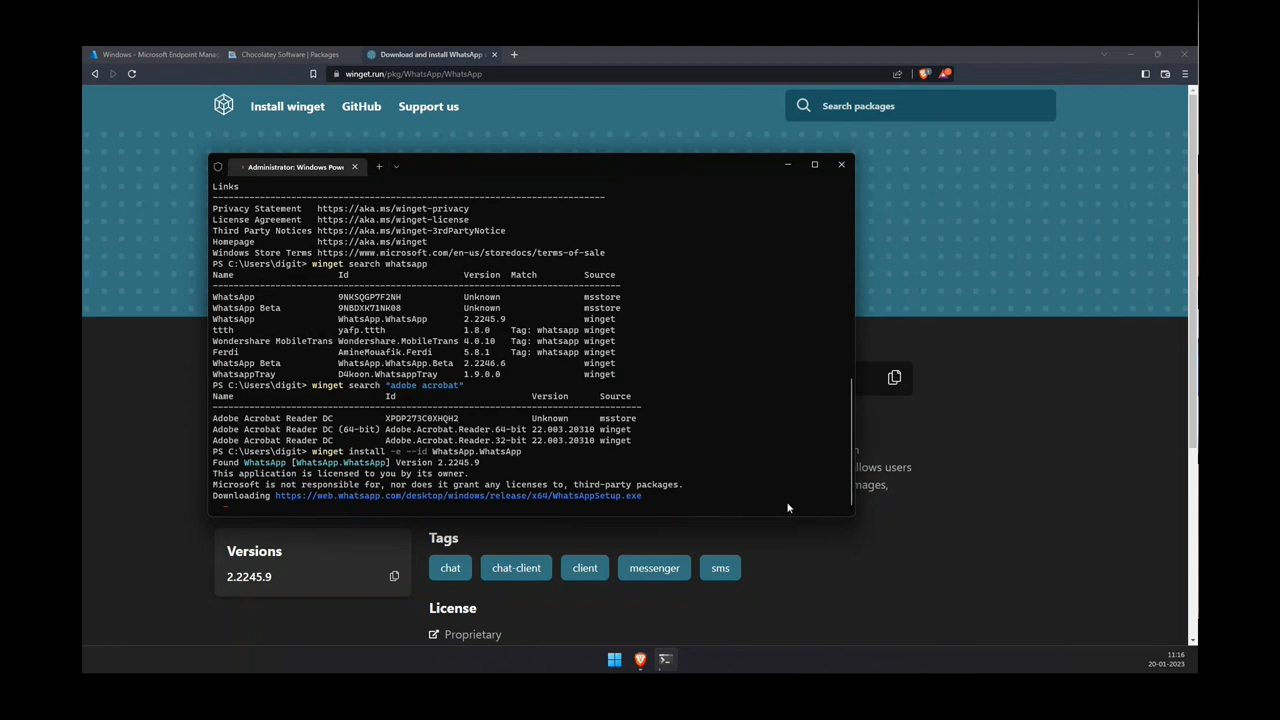 Windows - Microsoft Endpoint Mana
Chocolatey Software | Packages
Download and install WhatsApp
winget.run/pkg/WhatsApp/WhatsApp
Install winget
GitHub
Support us
Search packages
Administrator: Windows Pow
Links
Privacy Statement https://aka.ms/winget-privacy
License Agreement https://aka.ms/winget-license
Third Party Notices https://aka.ms/winget-3rdPartyNotice
Homepage https://aka.ms/winget
Windows Store Terms https://www.microsoft.com/en-us/storedocs/terms-of-sale
PS C:\Users\digit> winget search whatsapp
Name Id Version Match Source
WhatsApp 9NKSQGP7F2NH Unknown msstore
WhatsApp Beta 9NBDXK71NK08 Unknown msstore
WhatsApp WhatsApp.WhatsApp 2.2245.9 winget
ttth yafp.ttth 1.8.0 Tag: whatsapp winget
Wondershare MobileTrans Wondershare.MobileTrans 4.0.10 Tag: whatsapp winget
Ferdi AmineMouafik.Ferdi 5.8.1 Tag: whatsapp winget
WhatsApp Beta WhatsApp.WhatsApp.Beta 2.2246.6 winget
WhatsappTray D4koon.WhatsappTray 1.9.0.0 winget
PS C:\Users\digit> winget search "adobe acrobat"
Name Id Version Source
Adobe Acrobat Reader DC XPDP273C0XHQH2 Unknown msstore
Adobe Acrobat Reader DC (64-bit) Adobe.Acrobat.Reader.64-bit 22.003.20310 winget
Adobe Acrobat Reader DC Adobe.Acrobat.Reader.32-bit 22.003.20310 winget
PS C:\Users\digit> winget install -e --id WhatsApp.WhatsApp
Found WhatsApp [WhatsApp.WhatsApp] Version 2.2245.9
This application is licensed to you by its owner.
Microsoft is not responsible for, nor does it grant any licenses to, third-party packages.
Downloading https://web.whatsapp.com/desktop/windows/release/x64/WhatsAppSetup.exe
llows users
mages,
Versions
2.2245.9
Tags
chat
chat-client
client
messenger
sms
License
Proprietary
11:16
20-01-2023